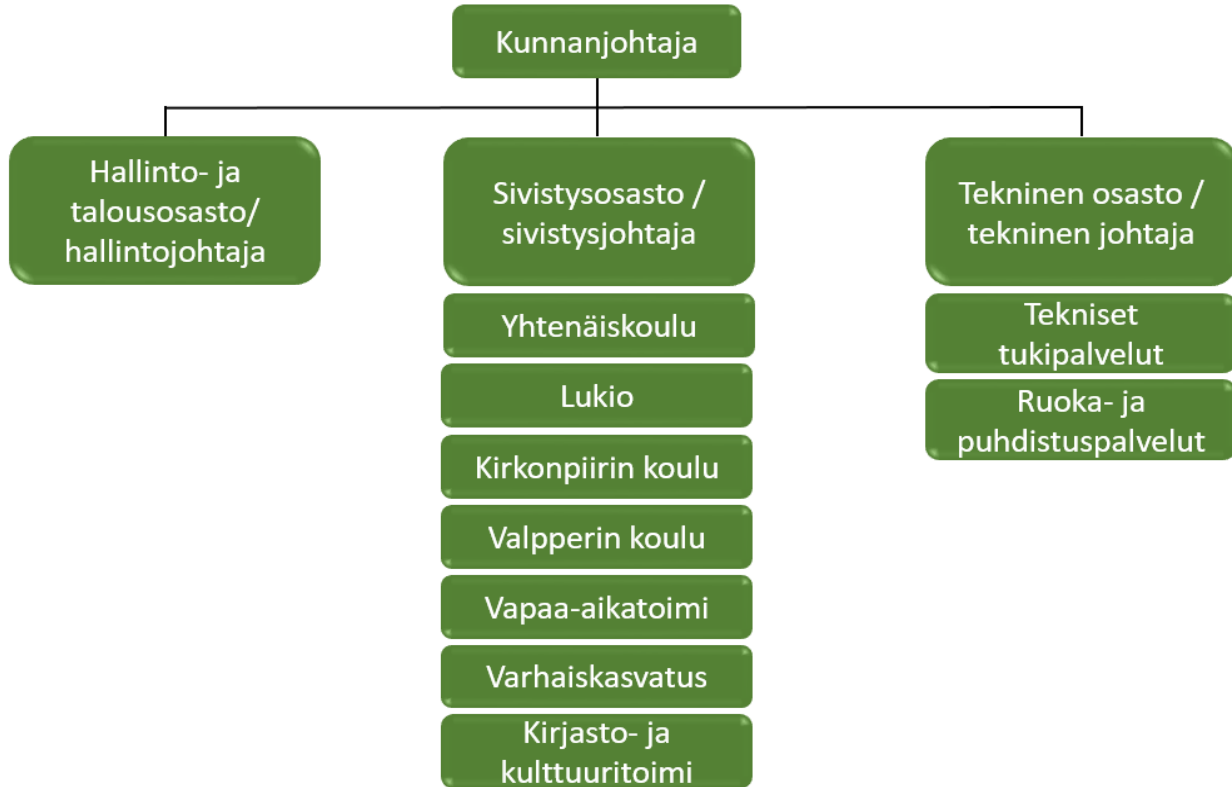 Kunnanjohtaja
Hallinto- ja
talousosasto/
hallintojohtaja
Sivistysosasto /
sivistysjohtaja
Yhtenäiskoulu
Lukio
Kirkonpiirin koulu
Valpperin koulu
Vapaa-aikatoimi
Varhaiskasvatus
Kirjasto- ja
kulttuuritoimi
Tekninen osasto /
tekninen johtaja
Tekniset
tukipalvelut
Ruoka- ja
puhdistuspalvelut